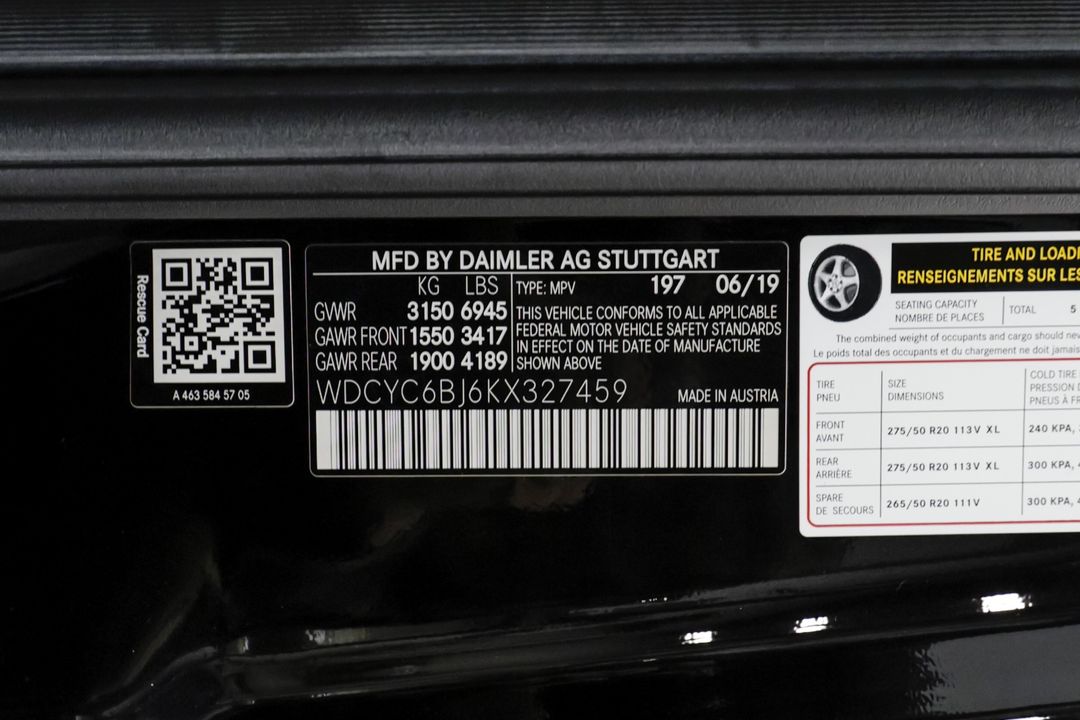 Rescue Card
A 463 584 57 05
MFD BY DAIMLER AG STUTTGART
KG LBS
GVWR 3150 6945
GAWR FRONT 1550 3417
GAWR REAR 1900 4189
TYPE: MPV 197 06/19
THIS VEHICLE CONFORMS TO ALL APPLICABLE
FEDERAL MOTOR VEHICLE SAFETY STANDARDS
IN EFFECT ON THE DATE OF MANUFACTURE
SHOWN ABOVE
WDCYC6BJ6KX327459 MADE IN AUSTRIA
TIRE AND LOADI
RENSEIGNEMENTS SUR LES
SEATING CAPACITY
NOMBRE DE PLACES
TOTAL 5
The combined weight of occupants and cargo should nev
Le poids total des occupants et du chargement ne doit jamais
TIRE
PNEU
SIZE
DIMENSIONS
COLD TIRE
PRESSION D
PNEUS À FR
FRONT
AVANT
275/50 R20 113V XL
240 KPA,
REAR
ARRIÈRE
275/50 R20 113V XL
300 KPA, 4
SPARE
DE SECOURS
265/50 R20 111V
300 KPA, 4